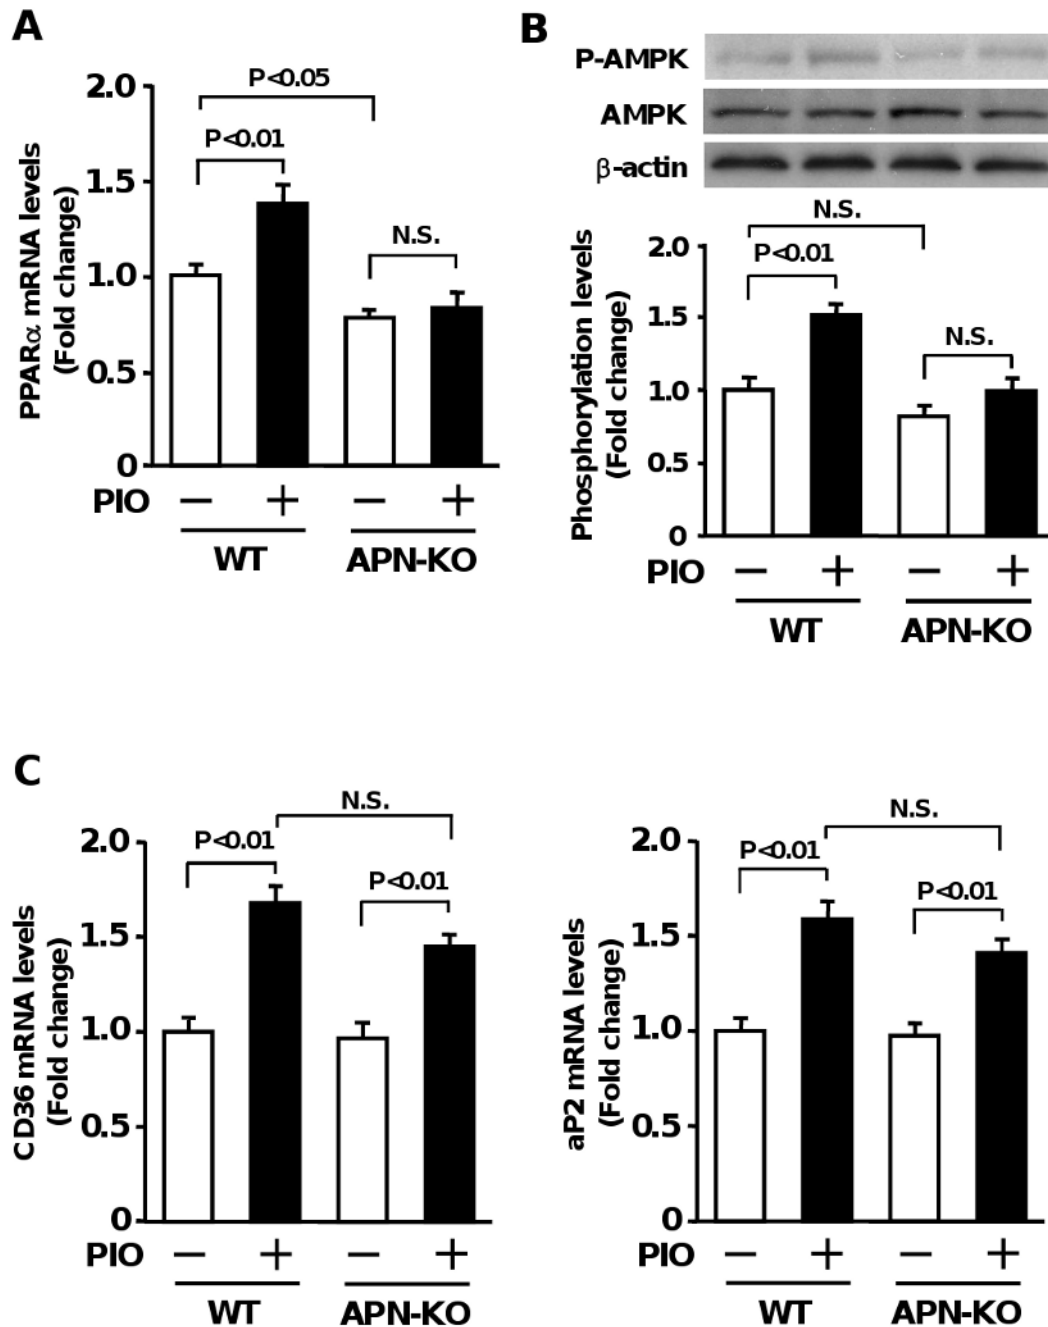 A
P<0.05
P<0.01
N.S.
PPARα mRNA levels
(Fold change)
2.0
1.5
1.0
0.5
0
PIO − + − +
WT APN-KO
B
P-AMPK
AMPK
β-actin
N.S.
P<0.01
N.S.
Phosphorylation levels
(Fold change)
2.0
1.5
1.0
0.5
0
PIO − + − +
WT APN-KO
C
N.S.
P<0.01
P<0.01
CD36 mRNA levels
(Fold change)
2.0
1.5
1.0
0.5
0
PIO − + − +
WT APN-KO
N.S.
P<0.01
P<0.01
aP2 mRNA levels
(Fold change)
2.0
1.5
1.0
0.5
0
PIO − + − +
WT APN-KO